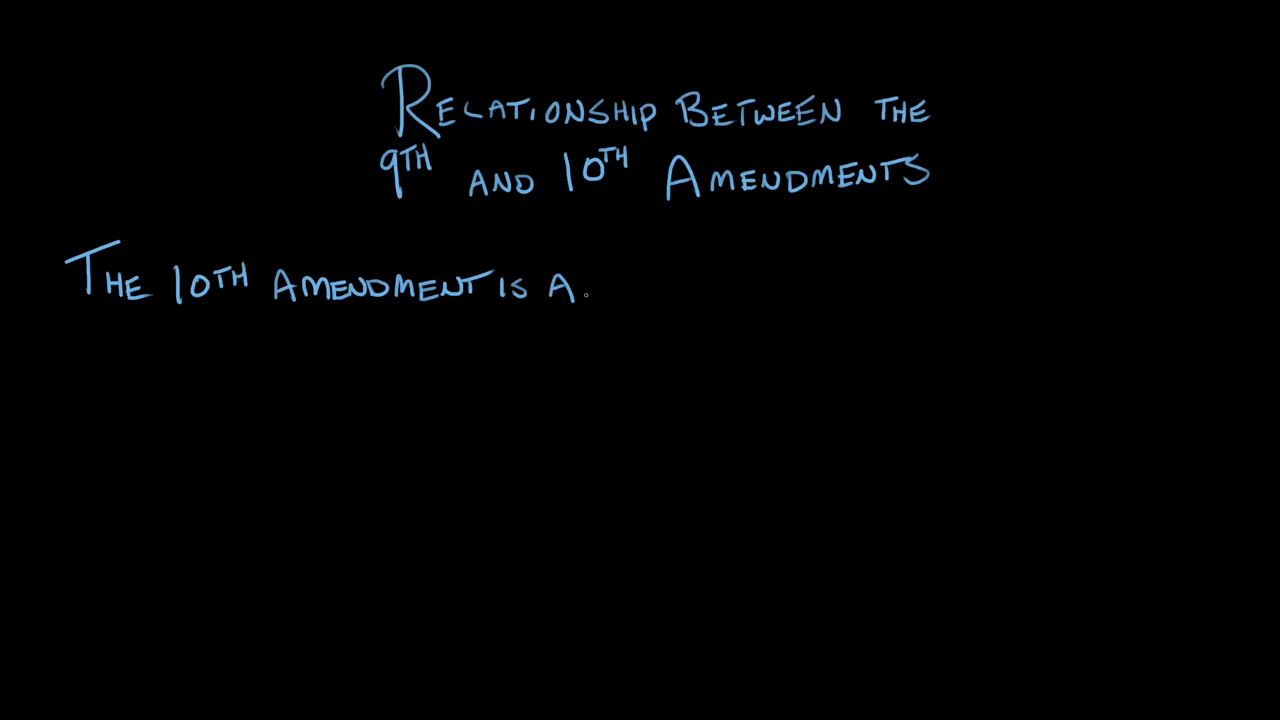 RELATIONSHIP BETWEEN THE
9TH AND 10TH AMENDMENTS
THE 10TH AMENDMENT IS A